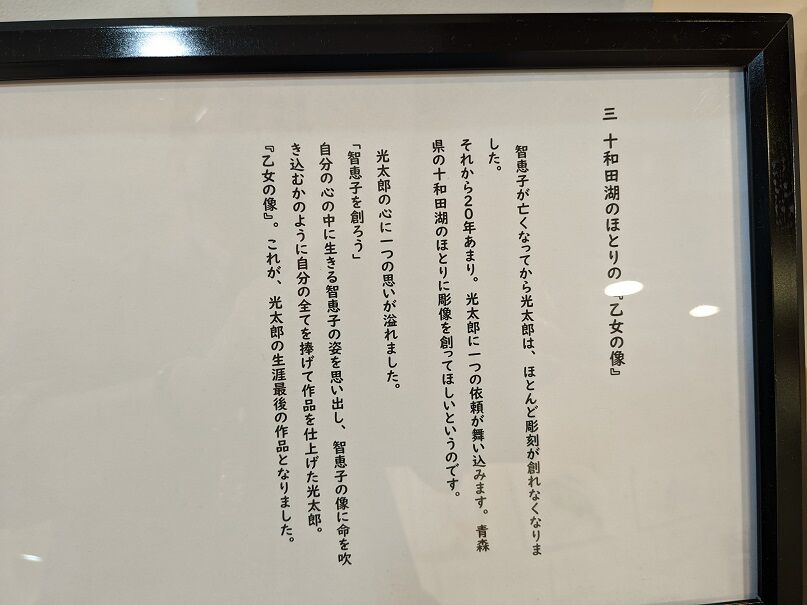 三 十和田湖のほとりの『乙女の像』
智恵子が亡くなってから光太郎は、ほとんど彫刻が創れなくなりま
した。
それから20年あまり。光太郎に一つの依頼が舞い込みます。青森
県の十和田湖のほとりに彫像を創ってほしいというのです。
光太郎の心に一つの思いが溢れました。
「智恵子を創ろう」
自分の心の中に生きる智恵子の姿を思い出し、智恵子の像に命を吹
き込むかのように自分の全てを捧げて作品を仕上げた光太郎。
『乙女の像』。これが、光太郎の生涯最後の作品となりました。